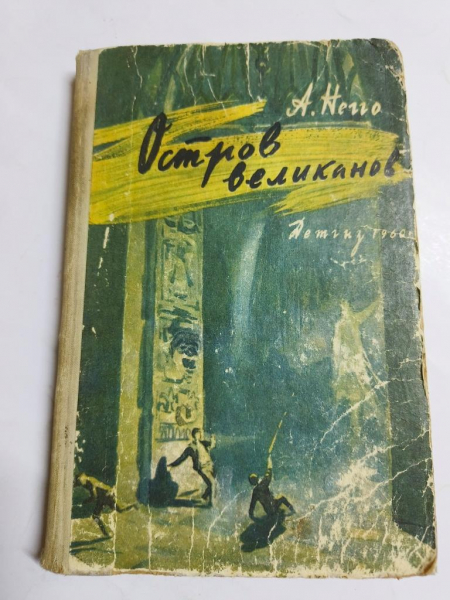 А. Негго
Остров
великанов
Детгиз 1960